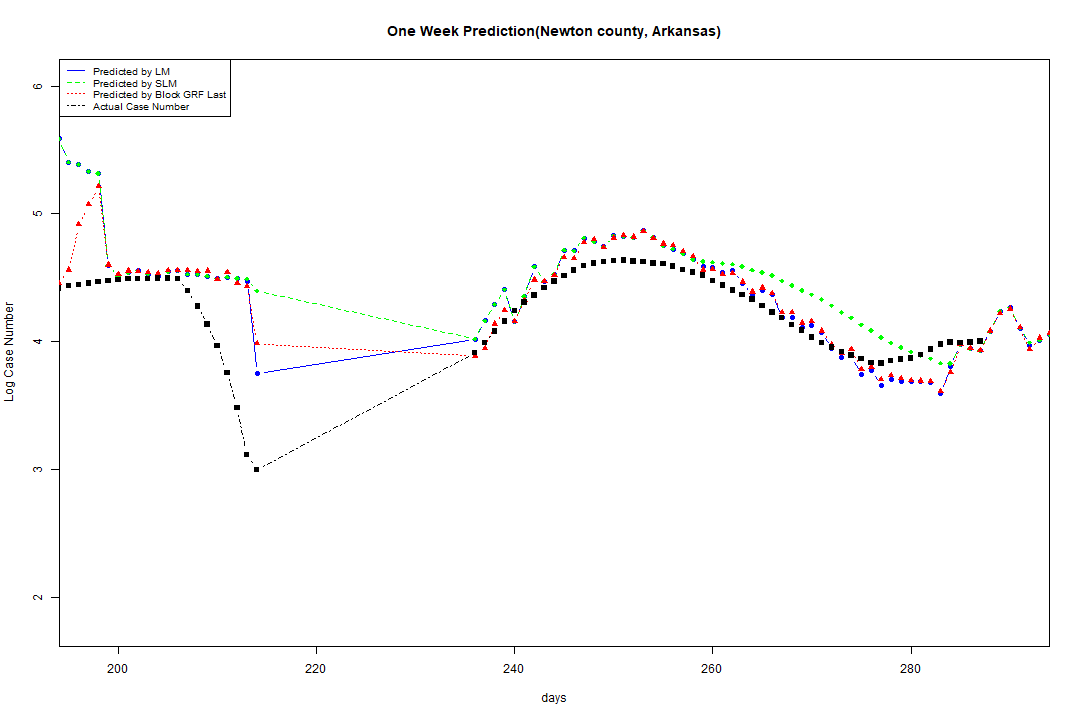 One Week Prediction(Newton county, Arkansas)
Predicted by LM
Predicted by SLM
Predicted by Block GRF Last
Actual Case Number
6
5
4
3
2
Log Case Number
200
220
240
260
280
days